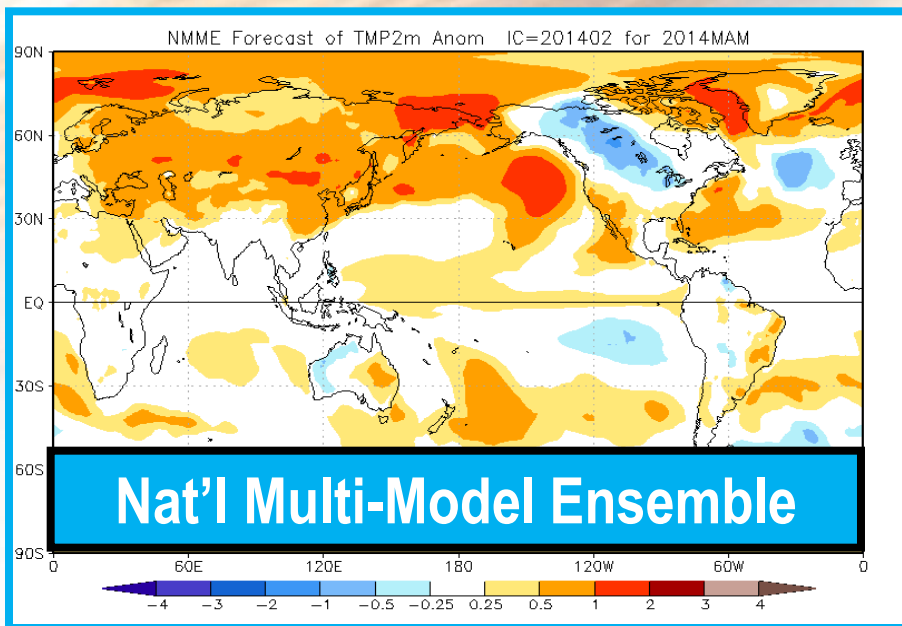 NMME Forecast of TMP2m Anom IC=201402 for 2014MAM
90N
60N
30N
EQ
30S
60S
90S
Nat'l Multi-Model Ensemble
0 60E 120E 180 120W 60W 0
-4 -3 -2 -1 -0.5 -0.25 0.25 0.5 1 2 3 4